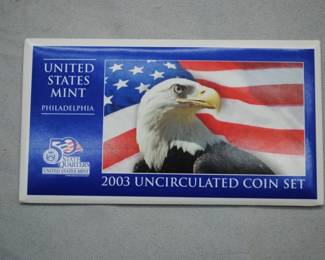 UNITED
STATES
MINT
PHILADELPHIA
50
STATE
QUARTERS
UNITED STATES MINT
2003 UNCIRCULATED COIN SET